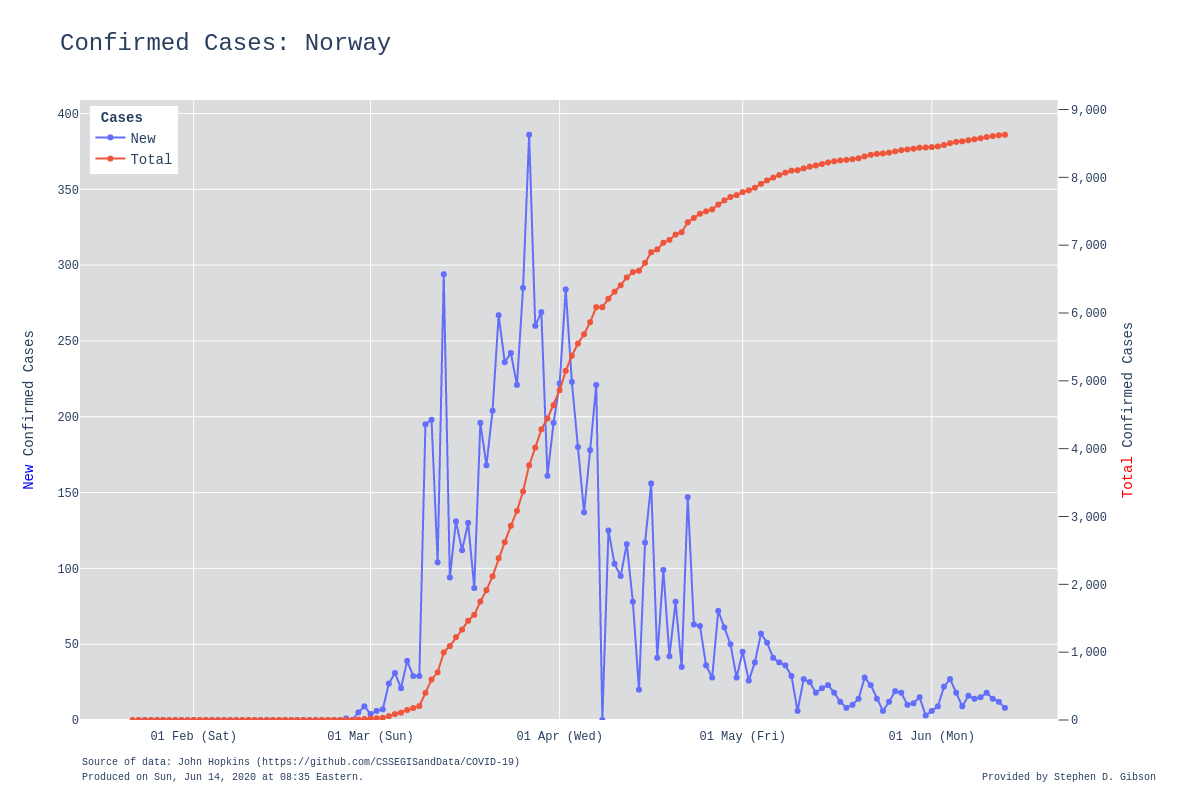 Confirmed Cases: Norway
Cases
New
Total
400
350
300
250
200
150
100
50
0
9,000
8,000
7,000
6,000
5,000
4,000
3,000
2,000
1,000
0
New Confirmed Cases
Total Confirmed Cases
01 Feb (Sat)
01 Mar (Sun)
01 Apr (Wed)
01 May (Fri)
01 Jun (Mon)
Source of data: John Hopkins (https://github.com/CSSEGISandData/COVID-19)
Produced on Sun, Jun 14, 2020 at 08:35 Eastern.
Provided by Stephen D. Gibson